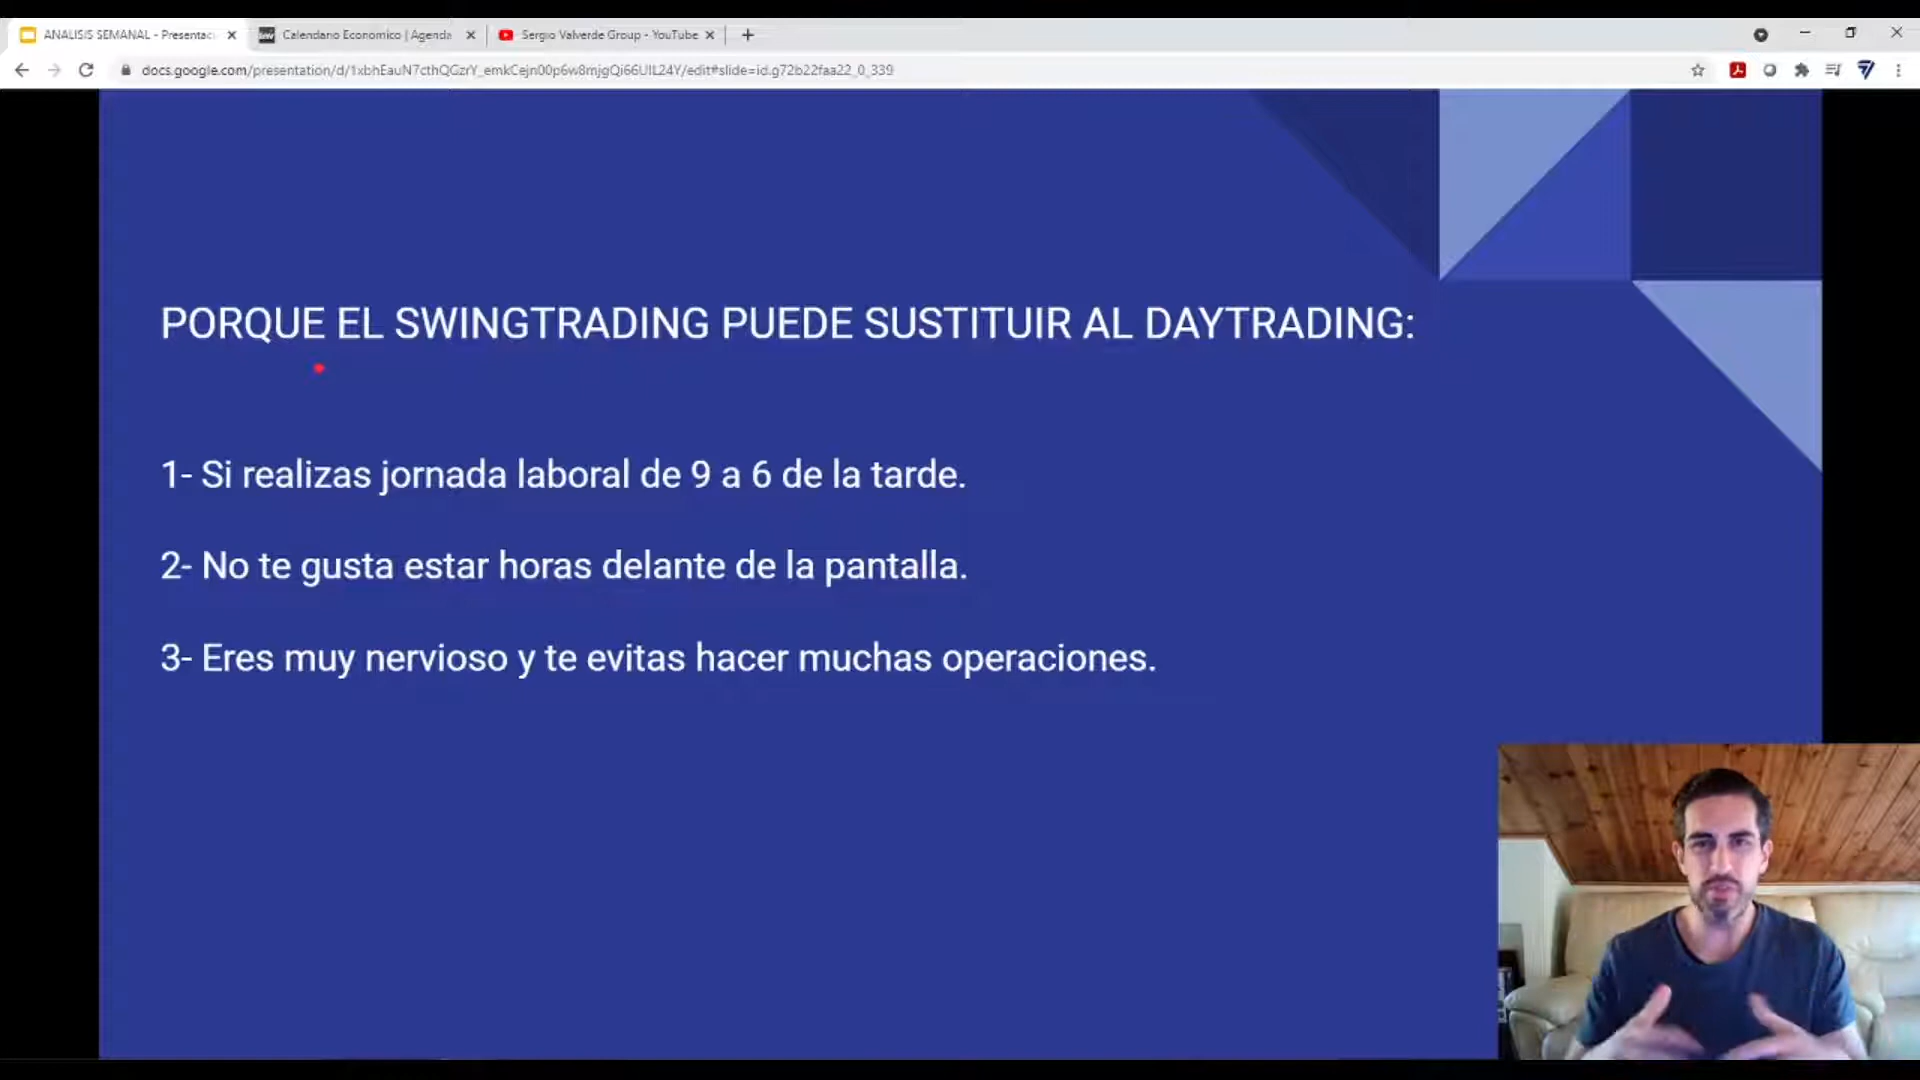 ANALISIS SEMANAL - Presentac
Calendario Economico | Agenda
Sergio Valverde Group - YouTube
docs.google.com/presentation/d/1xbhEauN7cthQGzrY_emkCejn00p6w8mjgQi66UIL24Y/edit#slide=id.g72b22faa22_0_339
PORQUE EL SWINGTRADING PUEDE SUSTITUIR AL DAYTRADING:
1- Si realizas jornada laboral de 9 a 6 de la tarde.
2- No te gusta estar horas delante de la pantalla.
3- Eres muy nervioso y te evitas hacer muchas operaciones.